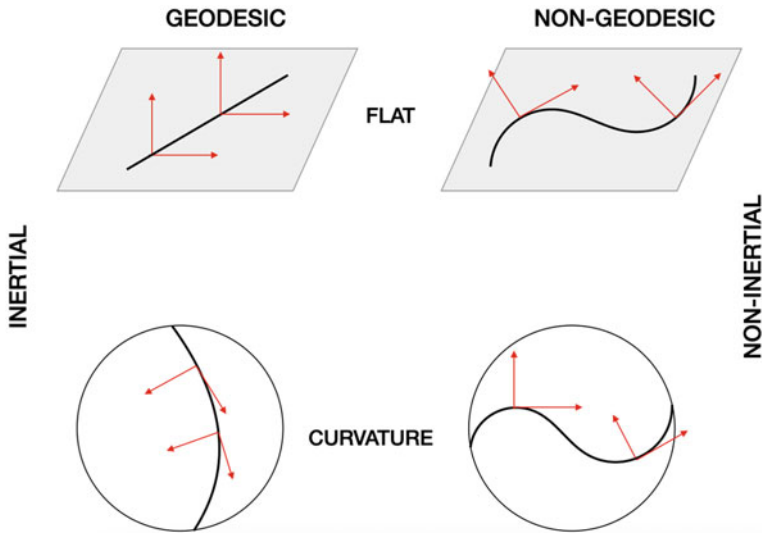 GEODESIC
NON-GEODESIC
FLAT
INERTIAL
NON-INERTIAL
CURVATURE